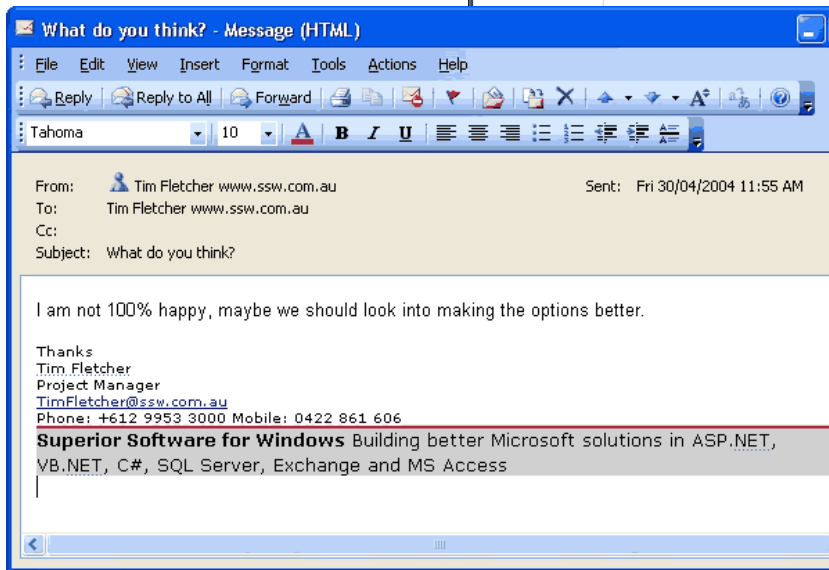 What do you think? - Message (HTML)
File Edit View Insert Format Tools Actions Help
Reply Reply to All Forward
Tahoma 10 A B I U
From: Tim Fletcher www.ssw.com.au Sent: Fri 30/04/2004 11:55 AM
To: Tim Fletcher www.ssw.com.au
Cc:
Subject: What do you think?
I am not 100% happy, maybe we should look into making the options better.
Thanks
Tim Fletcher
Project Manager
TimFletcher@ssw.com.au
Phone: +612 9953 3000 Mobile: 0422 861 606
Superior Software for Windows Building better Microsoft solutions in ASP.NET,
VB.NET, C#, SQL Server, Exchange and MS Access